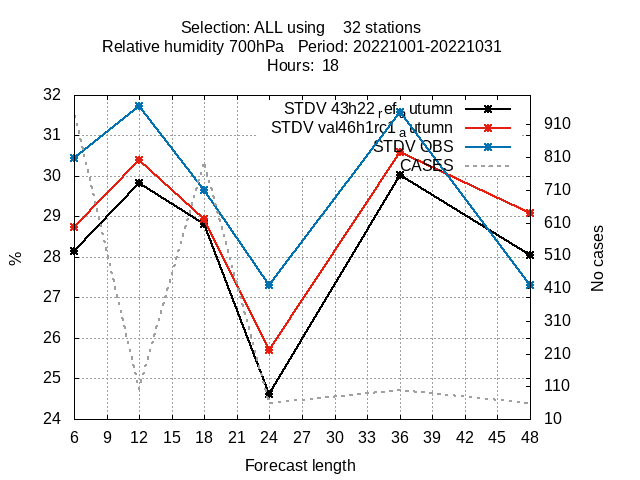 Selection: ALL using 32 stations
Relative humidity 700hPa Period: 20221001-20221031
Hours: 18
STDV 43h22_ref_autumn
STDV val46h1rc1_autumn
STDV OBS
CASES
32
31
30
29
28
27
26
25
24
%
910
810
710
610
510
410
310
210
110
10
No cases
6 9 12 15 18 21 24 27 30 33 36 39 42 45 48
Forecast length